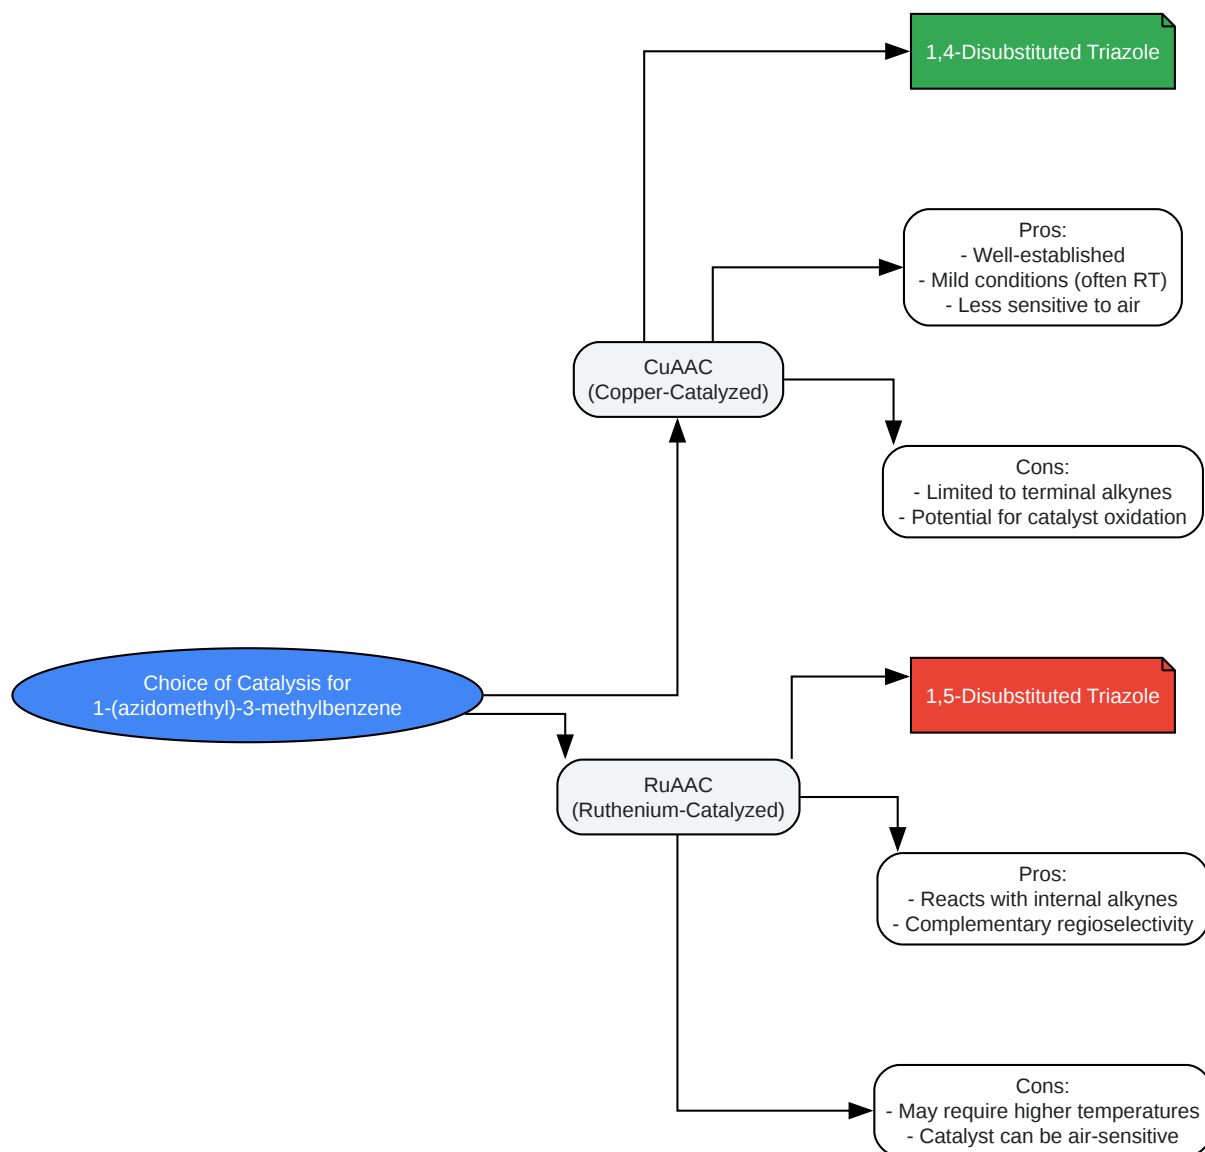 1,4-Disubstituted Triazole
Pros:
- Well-established
- Mild conditions (often RT)
- Less sensitive to air
CuAAC
(Copper-Catalyzed)
Cons:
- Limited to terminal alkynes
- Potential for catalyst oxidation
Choice of Catalysis for
1-(azidomethyl)-3-methylbenzene
1,5-Disubstituted Triazole
RuAAC
(Ruthenium-Catalyzed)
Pros:
- Reacts with internal alkynes
- Complementary regioselectivity
Cons:
- May require higher temperatures
- Catalyst can be air-sensitive